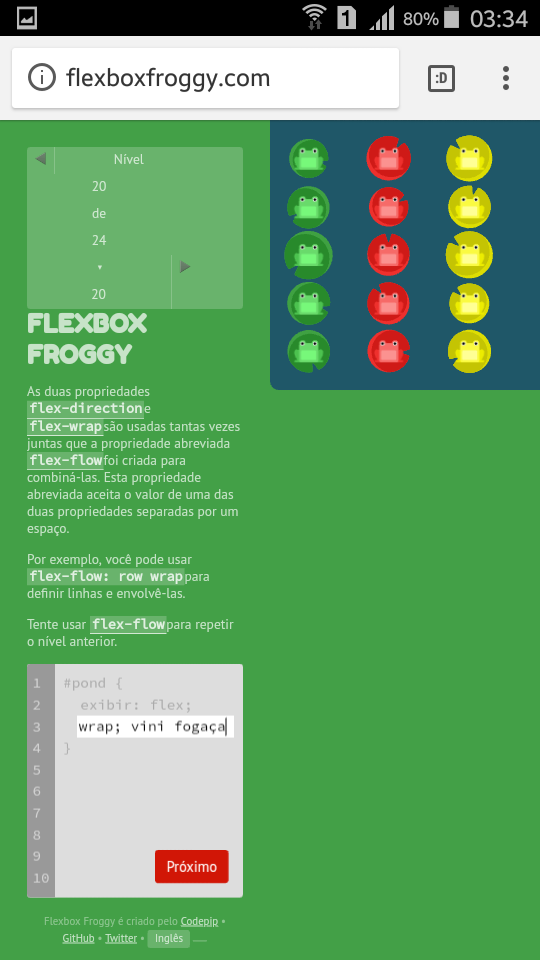 80% 03:34
1
flexboxfroggy.com
:D
Nível
20
de
24
20
FLEXBOX
FROGGY
As duas propriedades
flex-direction e
flex-wrap são usadas tantas vezes
juntas que a propriedade abreviada
flex-flow foi criada para
combiná-las. Esta propriedade
abreviada aceita o valor de uma das
duas propriedades separadas por um
espaço.
Por exemplo, você pode usar
flex-flow: row wrap para
definir linhas e envolvê-las.
Tente usar flex-flow para repetir
o nível anterior.
1 #pond {
2 exibir: flex;
3 wrap; vini fogaça
4 }
5
6
7
8
9
10
Próximo
Flexbox Froggy é criado pelo Codepip •
GitHub • Twitter • Inglês